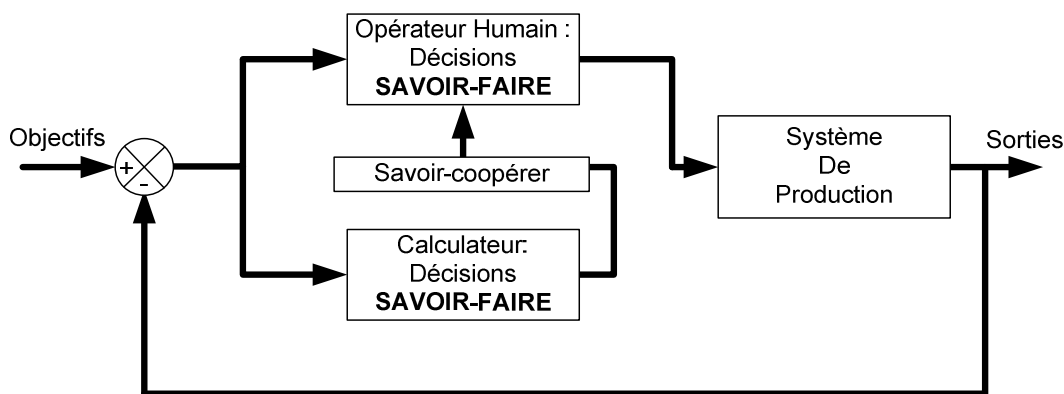 Opérateur Humain :
Décisions
SAVOIR-FAIRE
Objectifs
+
-
Savoir-coopérer
Calculateur:
Décisions
SAVOIR-FAIRE
Système
De
Production
Sorties